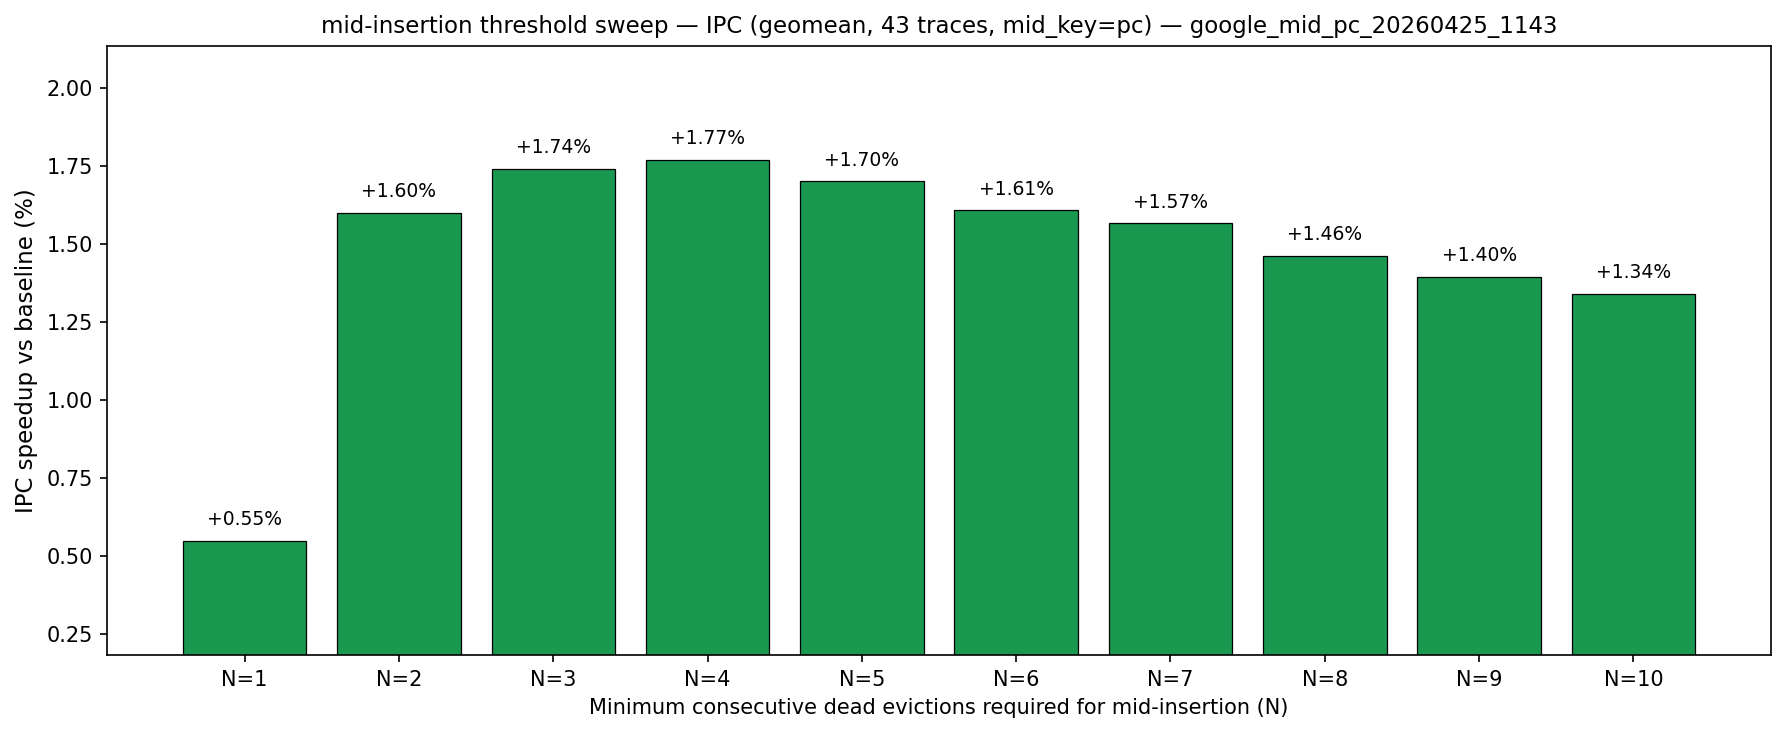 mid-insertion threshold sweep — IPC (geomean, 43 traces, mid_key=pc) — google_mid_pc_20260425_1143
IPC speedup vs baseline (%)
2.00
1.75
1.50
1.25
1.00
0.75
0.50
0.25
+0.55%
+1.60%
+1.74%
+1.77%
+1.70%
+1.61%
+1.57%
+1.46%
+1.40%
+1.34%
N=1
N=2
N=3
N=4
N=5
N=6
N=7
N=8
N=9
N=10
Minimum consecutive dead evictions required for mid-insertion (N)